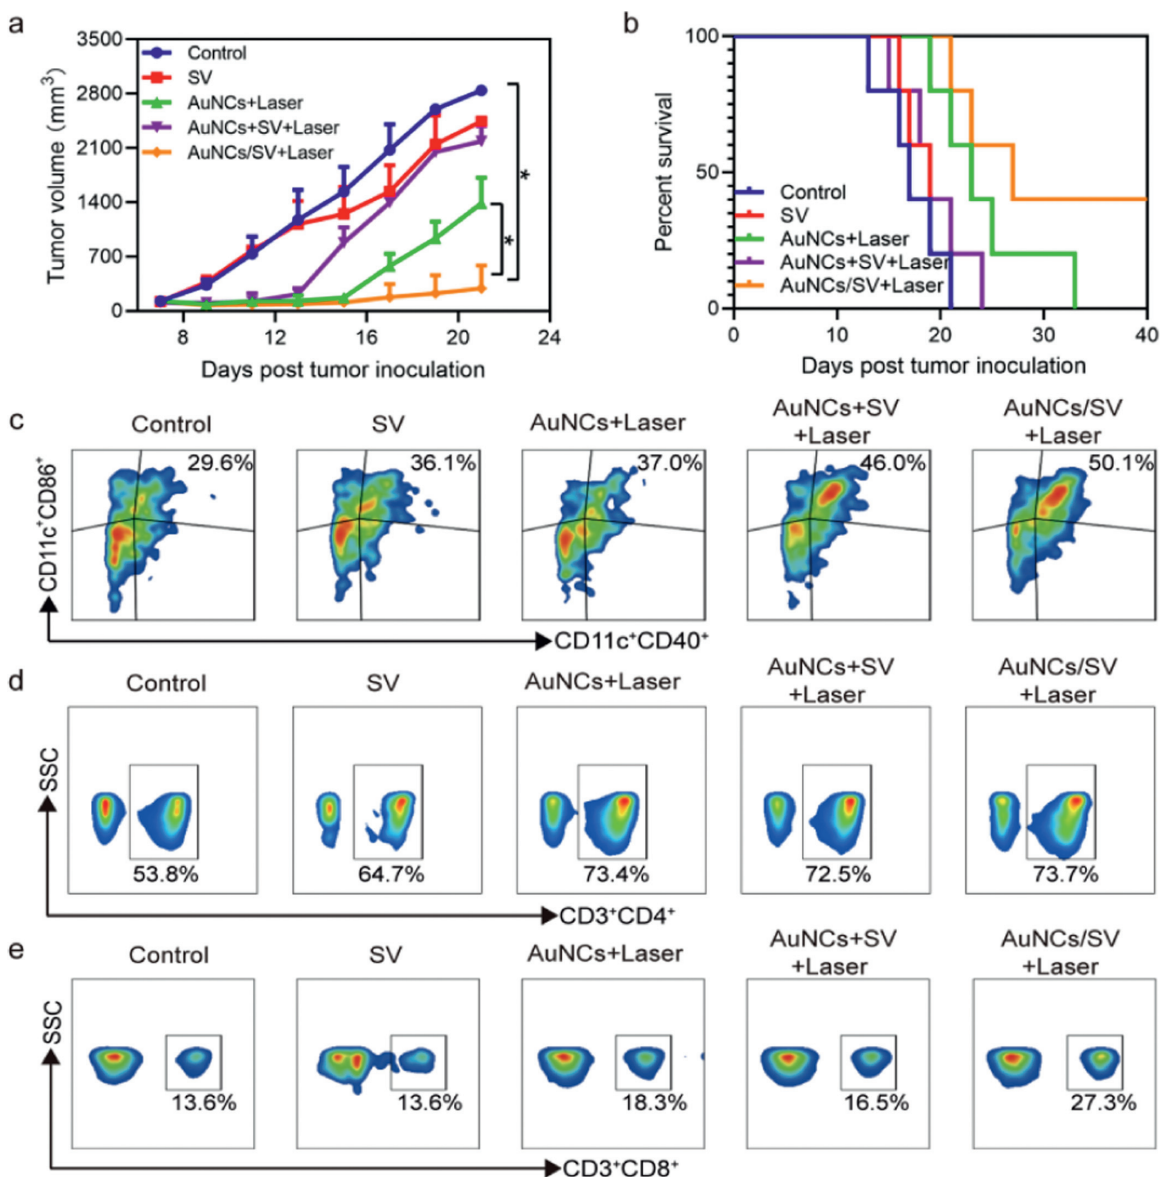 a
3500
2800
2100
1400
700
0
Tumor volume (mm³)
Control
SV
AuNCs+Laser
AuNCs+SV+Laser
AuNCs/SV+Laser
*
*
8
12
16
20
24
Days post tumor inoculation
b
100
50
0
Percent survival
Control
SV
AuNCs+Laser
AuNCs+SV+Laser
AuNCs/SV+Laser
0
10
20
30
40
Days post tumor inoculation
c
Control
SV
AuNCs+Laser
AuNCs+SV
+Laser
AuNCs/SV
+Laser
29.6%
36.1%
37.0%
46.0%
50.1%
CD11c⁺CD86⁺
CD11c⁺CD40⁺
d
Control
SV
AuNCs+Laser
AuNCs+SV
+Laser
AuNCs/SV
+Laser
SSC
53.8%
64.7%
73.4%
72.5%
73.7%
CD3⁺CD4⁺
e
Control
SV
AuNCs+Laser
AuNCs+SV
+Laser
AuNCs/SV
+Laser
SSC
13.6%
13.6%
18.3%
16.5%
27.3%
CD3⁺CD8⁺